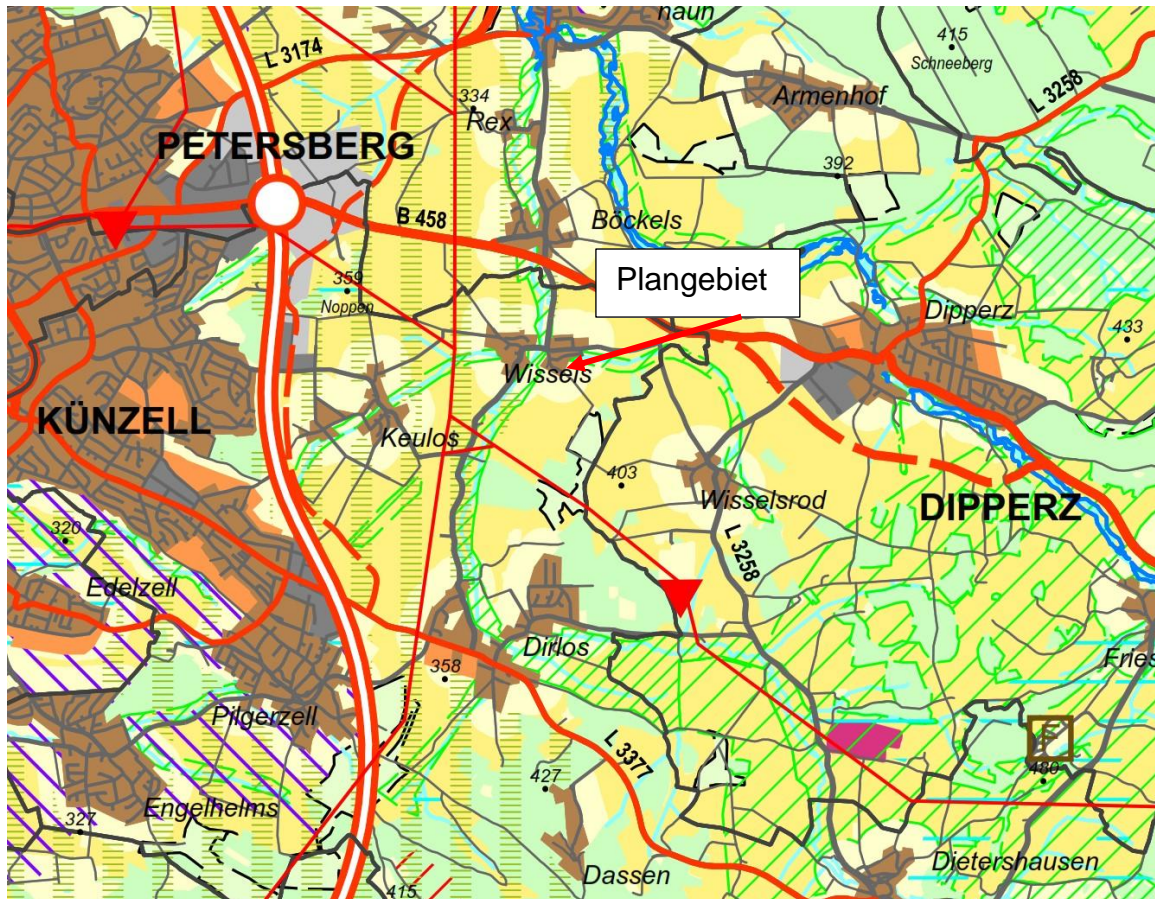 naun
415
Schneeberg
L 3174
L 3258
334
Rex
Armenhof
PETERSBERG
392
B 458
Böckels
359
Noppen
Plangebiet
Dipperz
433
Wissels
KÜNZELL
Keulos
403
Wisselsrod
DIPPERZ
320
L 3258
Edelzell
Dirlos
358
Fries
Pilgerzell
L 3377
427
480
Engelhelms
327
Dassen
415
Dietershausen